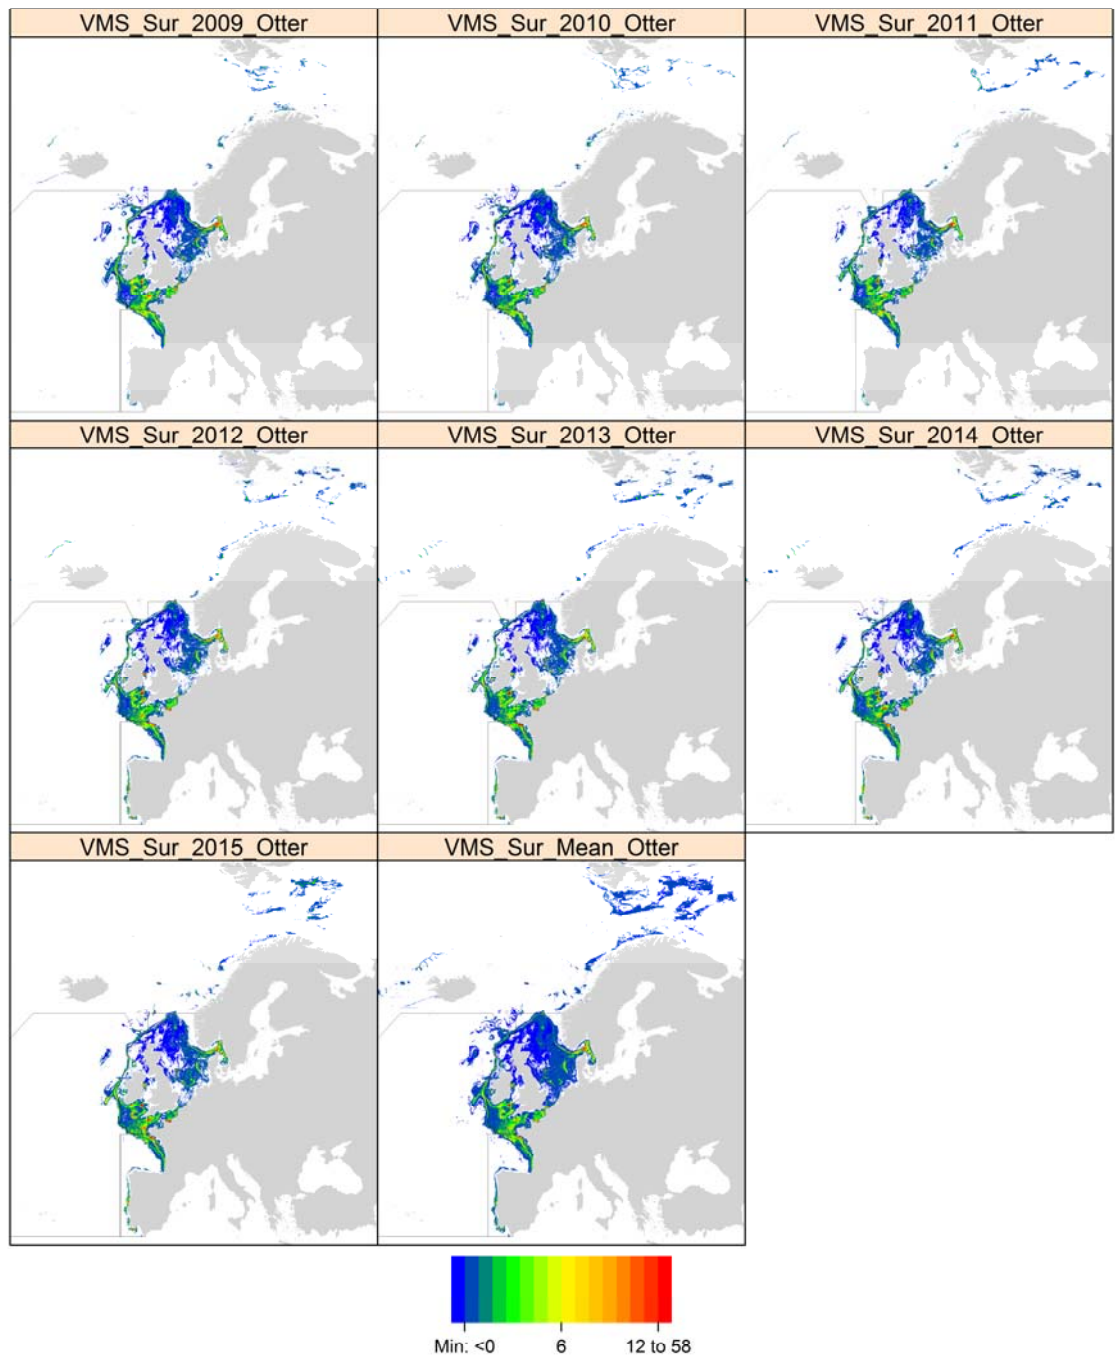 VMS_Sur_2009_Otter
VMS_Sur_2010_Otter
VMS_Sur_2011_Otter
VMS_Sur_2012_Otter
VMS_Sur_2013_Otter
VMS_Sur_2014_Otter
VMS_Sur_2015_Otter
VMS_Sur_Mean_Otter
Min: <0 6 12 to 58